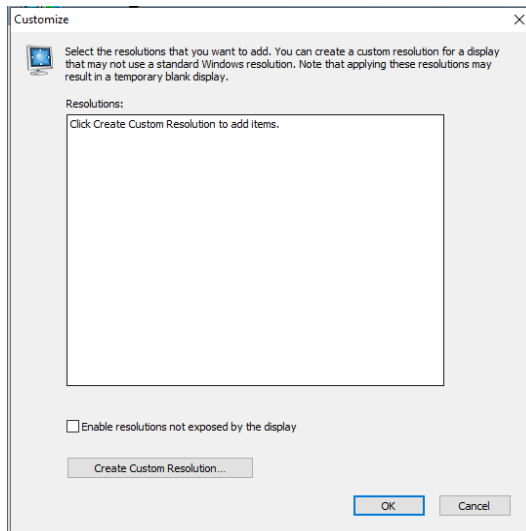 Customize
Select the resolutions that you want to add. You can create a custom resolution for a display
that may not use a standard Windows resolution. Note that applying these resolutions may
result in a temporary blank display.
Resolutions:
Click Create Custom Resolution to add items.
Enable resolutions not exposed by the display
Create Custom Resolution...
OK
Cancel